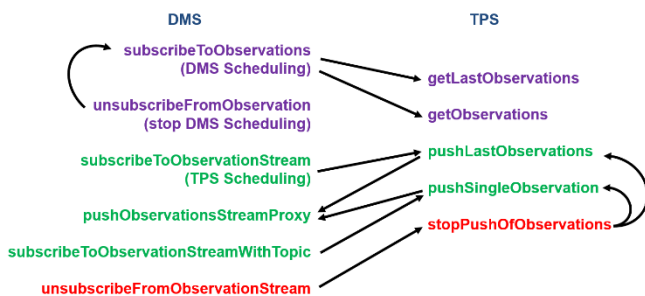 DMS
TPS
subscribeToObservations
(DMS Scheduling)
getLastObservations
unsubscribeFromObservation
(stop DMS Scheduling)
getObservations
subscribeToObservationStream
(TPS Scheduling)
pushLastObservations
pushObservationsStreamProxy
pushSingleObservation
stopPushOfObservations
subscribeToObservationStreamWithTopic
unsubscribeFromObservationStream